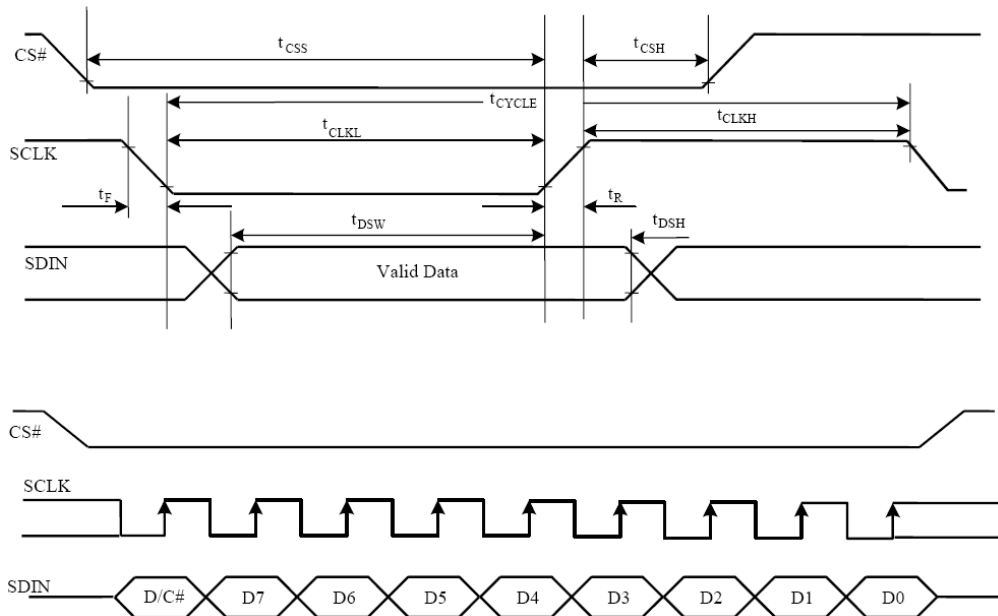 t_CSS t_CSH
CS#
t_CYCLE
t_CLKL t_CLKH
SCLK
t_F t_R
t_DSW t_DSH
SDIN
Valid Data
CS#
SCLK
SDIN D/C# D7 D6 D5 D4 D3 D2 D1 D0